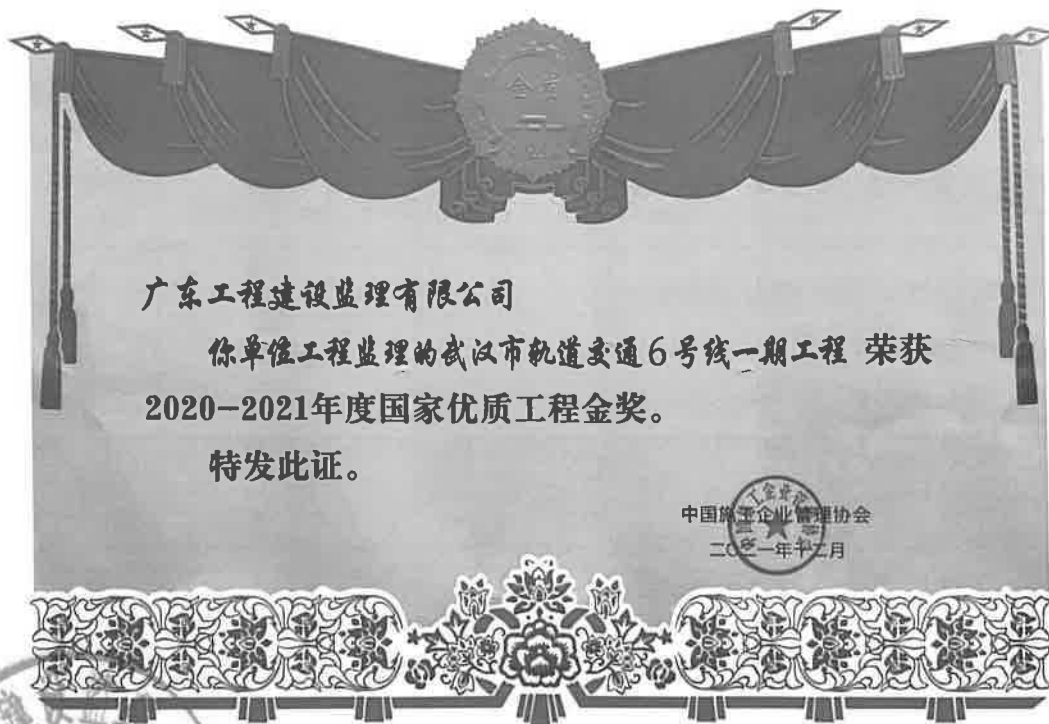 金奖
广东工程建设监理有限公司
你单位工程监理的武汉市轨道交通6号线一期工程 荣获
2020-2021年度国家优质工程金奖。
特发此证。
中国施工企业管理协会
二〇二一年十二月